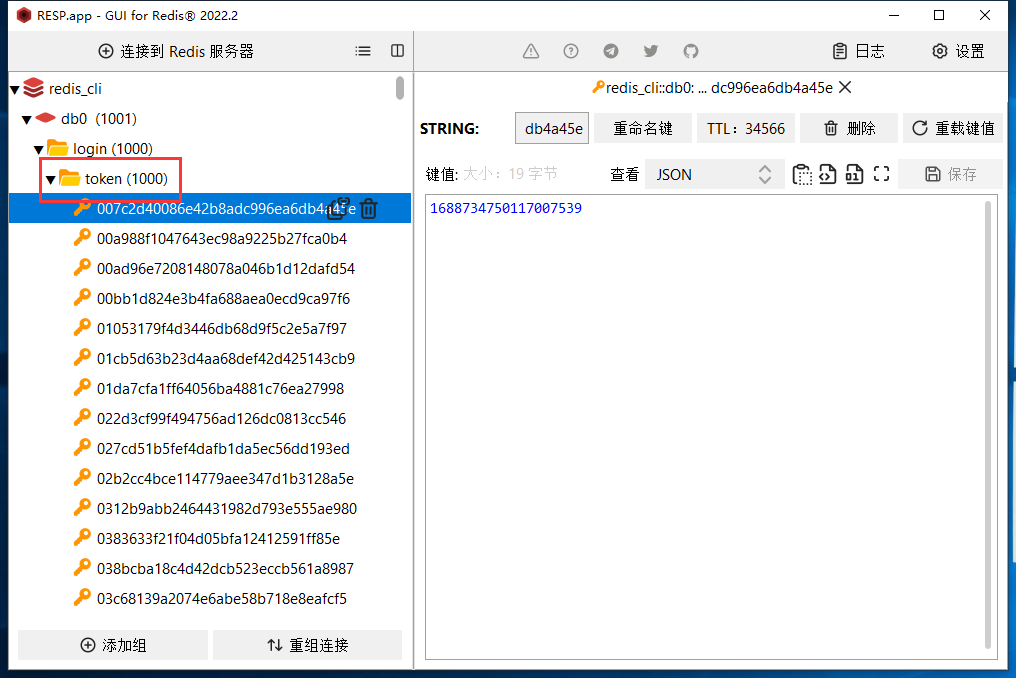 RESP.app - GUI for Redis® 2022.2
连接到 Redis 服务器
日志
设置
redis_cli
db0 (1001)
login (1000)
token (1000)
007c2d40086e42b8adc996ea6db4a45e
00a988f1047643ec98a9225b27fca0b4
00ad96e7208148078a046b1d12dafd54
00bb1d824e3b4fa688aea0ecd9ca97f6
01053179f4d3446db68d9f5c2e5a7f97
01cb5d63b23d4aa68def42d425143cb9
01da7cfa1ff64056ba4881c76ea27998
022d3cf99f494756ad126dc0813cc546
027cd51b5fef4dafb1da5ec56dd193ed
02b2cc4bce114779aee347d1b3128a5e
0312b9abb2464431982d793e555ae980
0383633f21f04d05bfa12412591ff85e
038bcba18c4d42dcb523eccb561a8987
03c68139a2074e6abe58b718e8eafcf5
添加组
重组连接
redis_cli::db0: ... dc996ea6db4a45e
STRING:
db4a45e
重命名键
TTL: 34566
删除
重载键值
键值: 大小: 19 字节
查看
JSON
保存
1688734750117007539